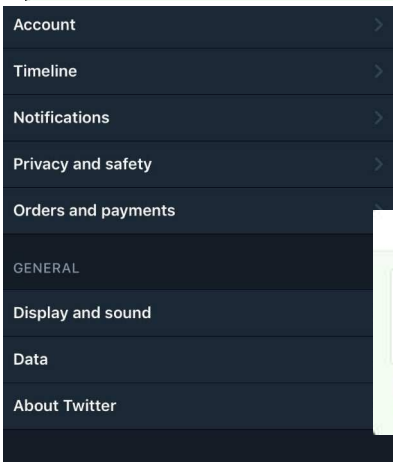 Account
Timeline
Notifications
Privacy and safety
Orders and payments
GENERAL
Display and sound
Data
About Twitter